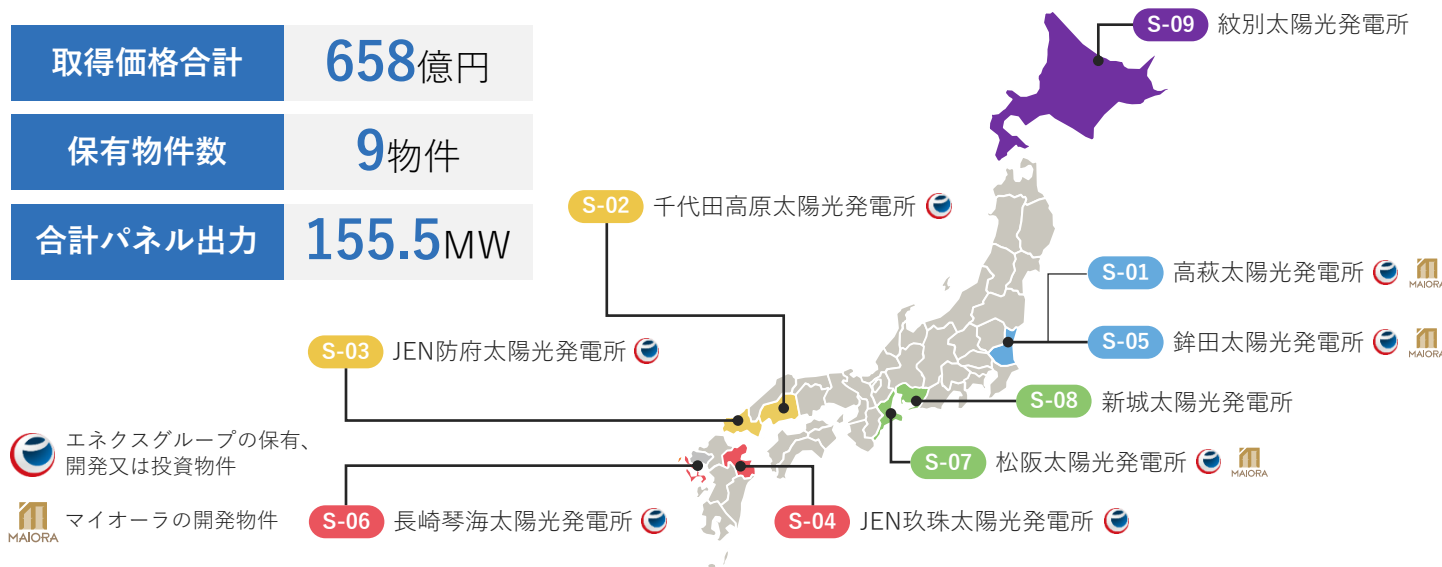 取得価格合計 658億円
保有物件数 9物件
合計パネル出力 155.5MW
S-09 紋別太陽光発電所
S-02 千代田高原太陽光発電所
S-01 高萩太陽光発電所 MAIORA
S-03 JEN防府太陽光発電所
S-05 鉾田太陽光発電所 MAIORA
S-08 新城太陽光発電所
エネクスグループの保有、
開発又は投資物件
S-07 松阪太陽光発電所 MAIORA
MAIORA マイオーラの開発物件
S-06 長崎琴海太陽光発電所
S-04 JEN玖珠太陽光発電所